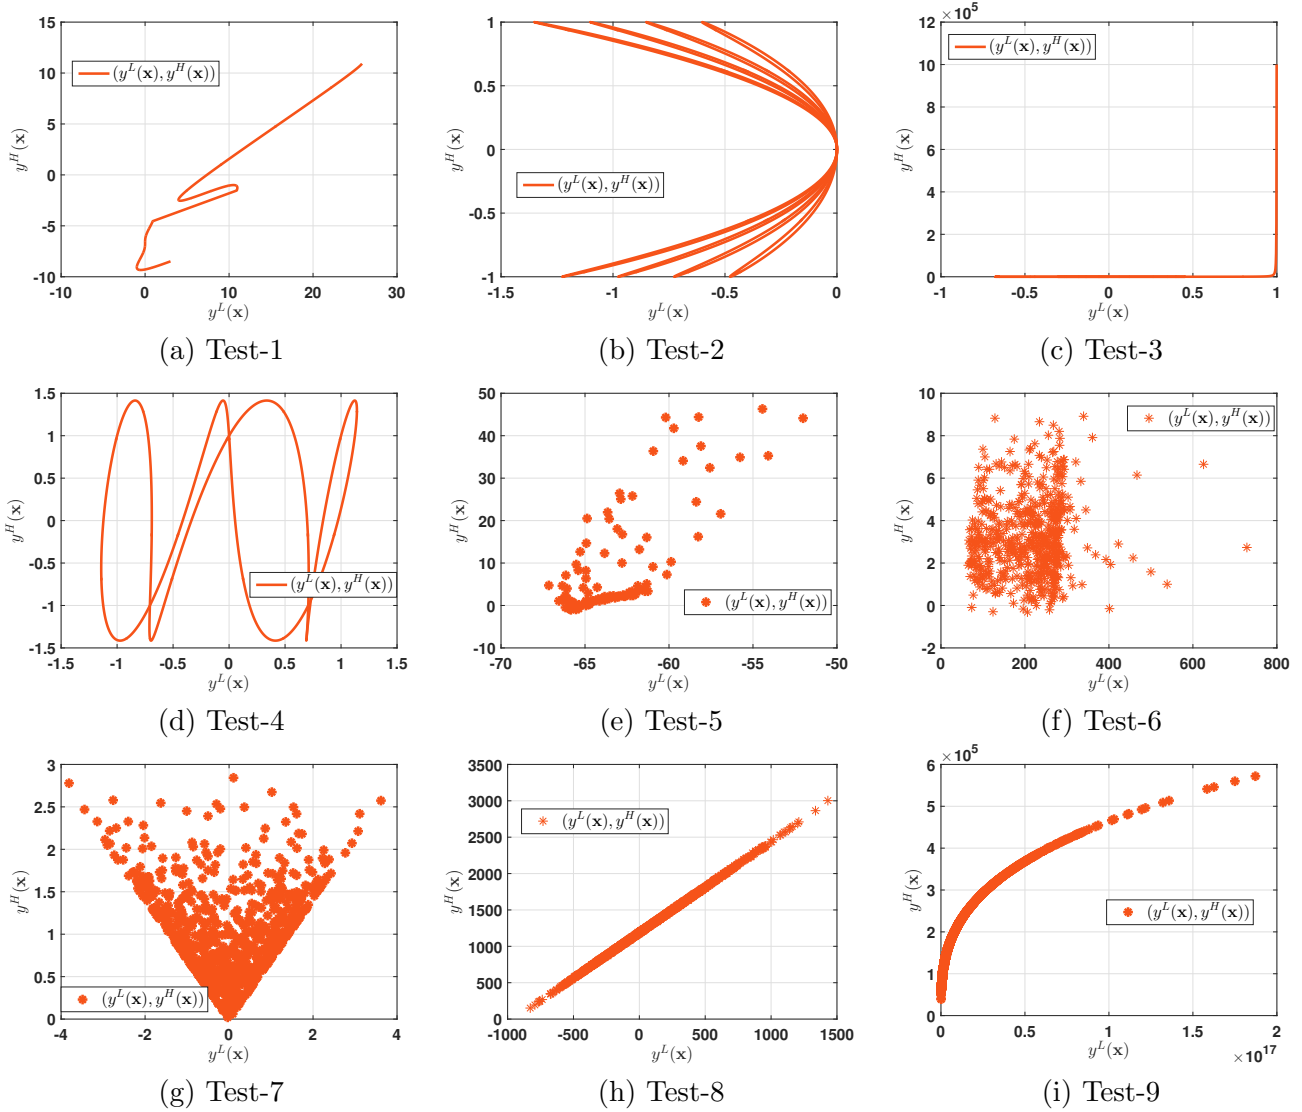 15
10
5
0
-5
-10
-10 0 10 20 30
y^H(x)
y^L(x)
(y^L(x), y^H(x))
(a) Test-1
1
0.5
0
-0.5
-1
-1.5 -1 -0.5 0
y^H(x)
y^L(x)
(y^L(x), y^H(x))
(b) Test-2
× 10^5
12
10
8
6
4
2
0
-1 -0.5 0 0.5 1
y^H(x)
y^L(x)
(y^L(x), y^H(x))
(c) Test-3
1.5
1
0.5
0
-0.5
-1
-1.5
-1.5 -1 -0.5 0 0.5 1 1.5
y^H(x)
y^L(x)
(y^L(x), y^H(x))
(d) Test-4
50
40
30
20
10
0
-10
-70 -65 -60 -55 -50
y^H(x)
y^L(x)
(y^L(x), y^H(x))
(e) Test-5
10
8
6
4
2
0
-2
0 200 400 600 800
y^H(x)
y^L(x)
(y^L(x), y^H(x))
(f) Test-6
3
2.5
2
1.5
1
0.5
0
-4 -2 0 2 4
y^H(x)
y^L(x)
(y^L(x), y^H(x))
(g) Test-7
3500
3000
2500
2000
1500
1000
500
0
-1000 -500 0 500 1000 1500
y^H(x)
y^L(x)
(y^L(x), y^H(x))
(h) Test-8
× 10^5
6
5
4
3
2
1
0
0 0.5 1 1.5 2
× 10^17
y^H(x)
y^L(x)
(y^L(x), y^H(x))
(i) Test-9